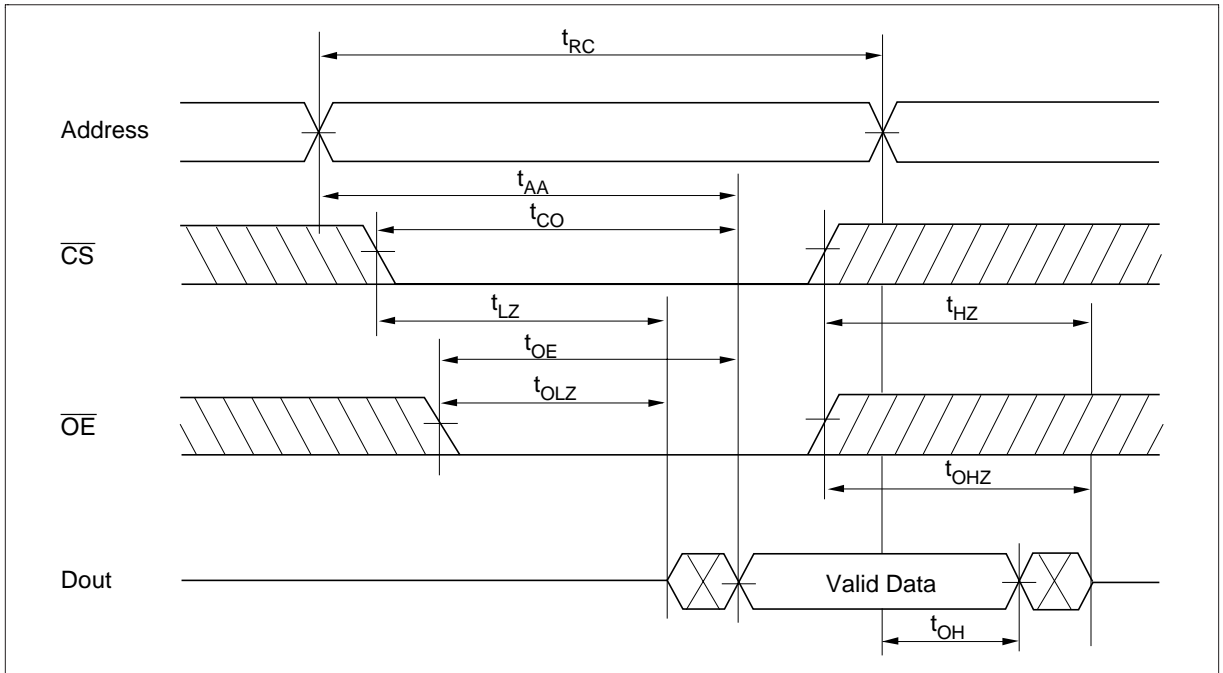 tRC
Address
tAA
tCO
CS
tLZ
tHZ
tOE
tOLZ
OE
tOHZ
Dout
Valid Data
tOH